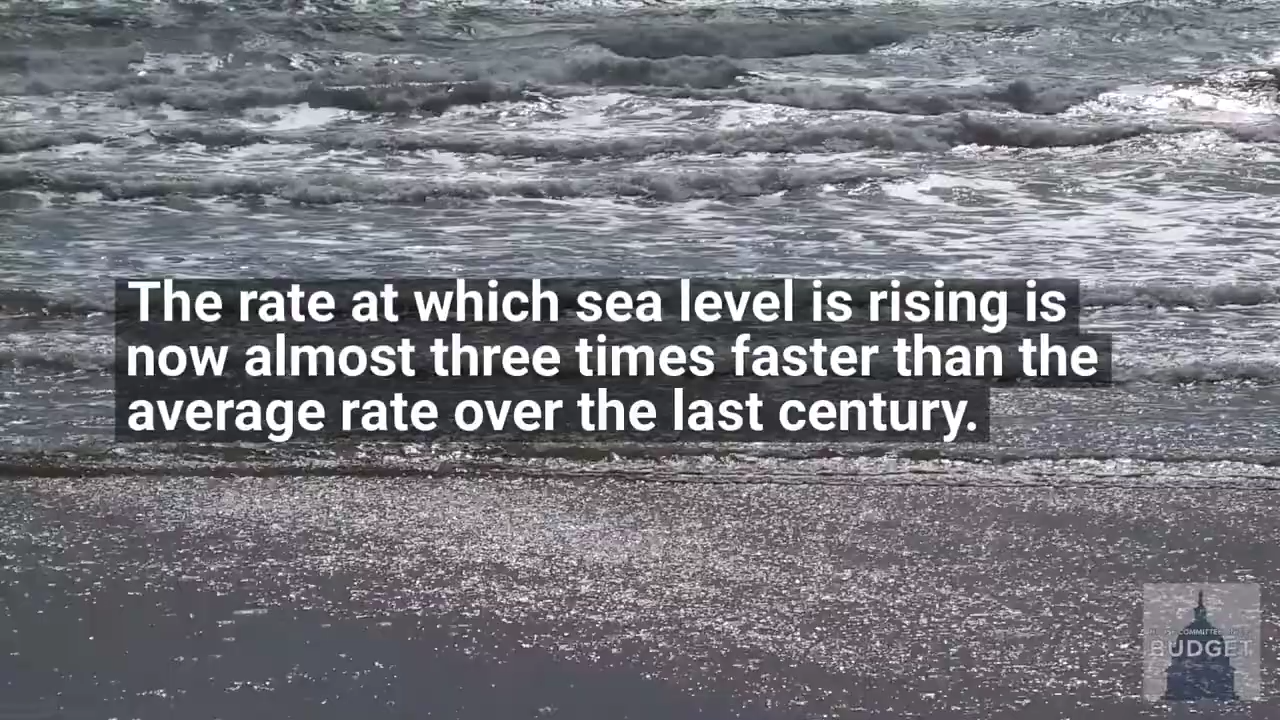 The rate at which sea level is rising is
now almost three times faster than the
average rate over the last century.
COMMITTEE
BUDGET